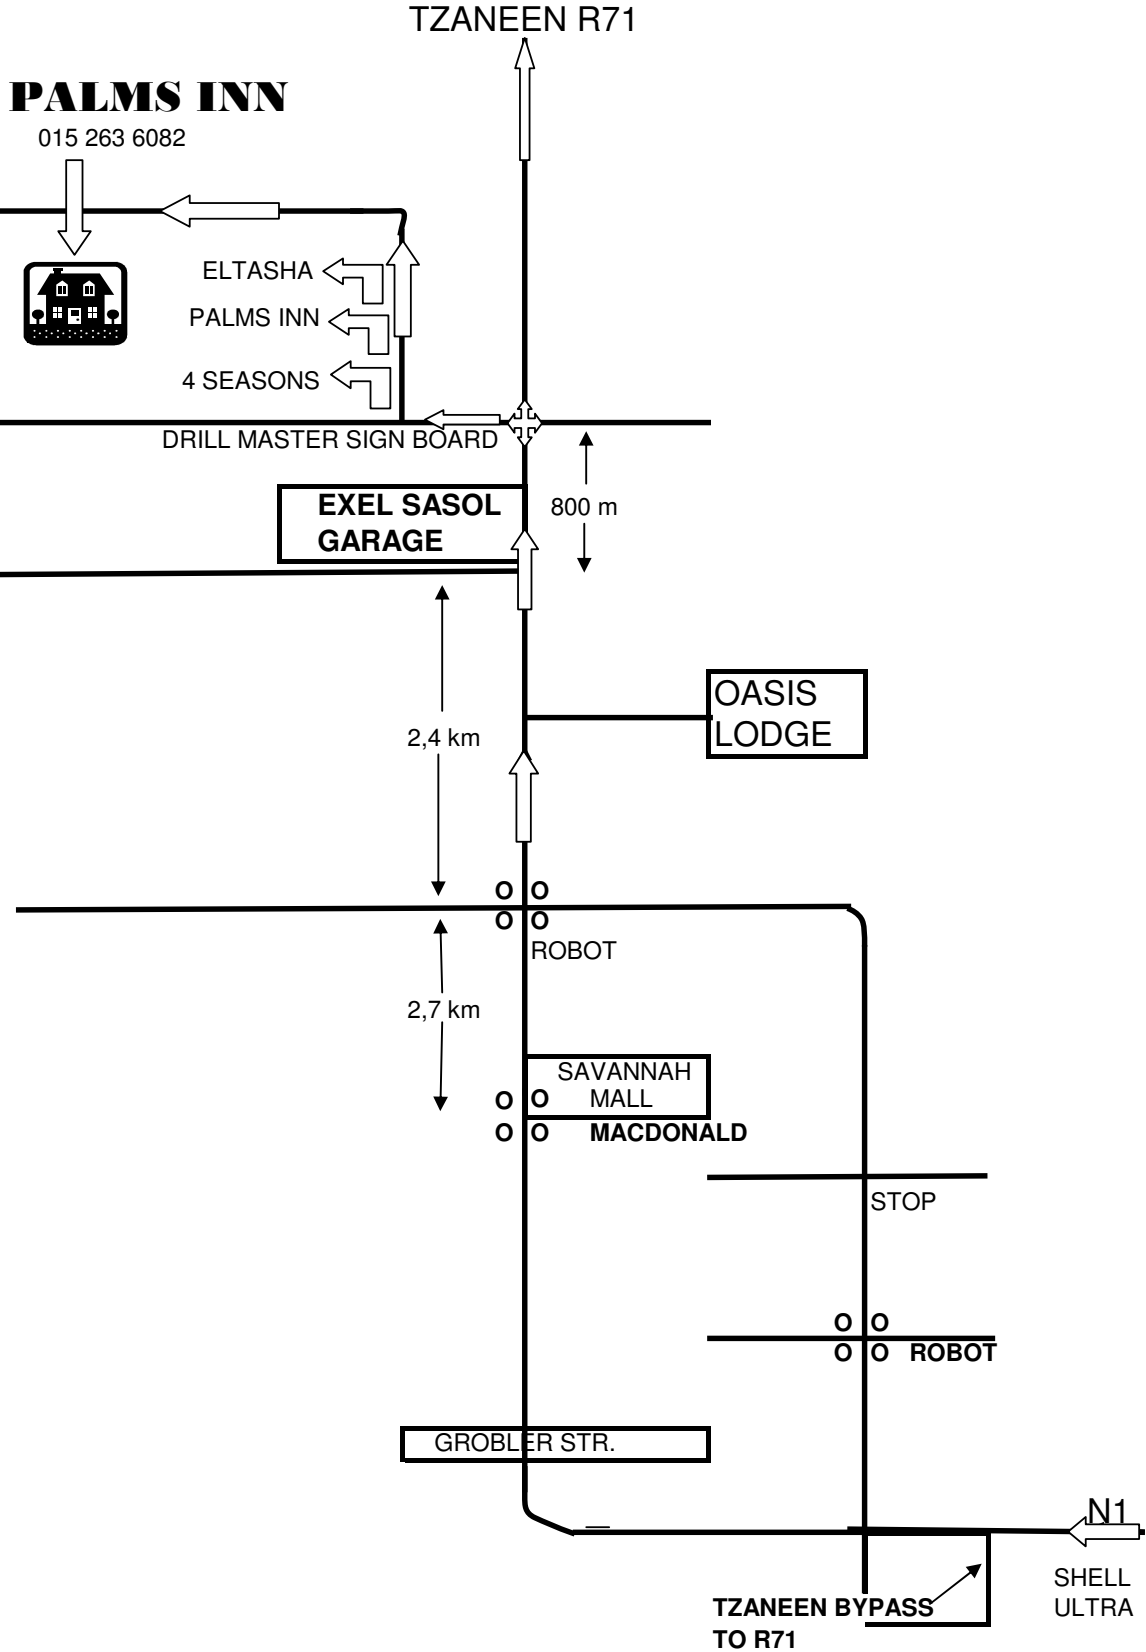 TZANEEN R71
PALMS INN
015 263 6082
ELTASHA
PALMS INN
4 SEASONS
DRILL MASTER SIGN BOARD
EXEL SASOL
GARAGE
800 m
OASIS
LODGE
2,4 km
O O
O O
ROBOT
2,7 km
SAVANNAH
MALL
O O
O O
MACDONALD
STOP
O O
O O
ROBOT
GROBLER STR.
N1
SHELL
ULTRA
TZANEEN BYPASS
TO R71